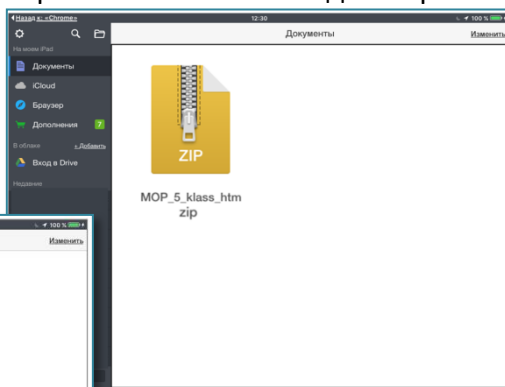 Назад к: «Chrome»
12:30
100 %
Документы
Изменить
На моем iPad
Документы
iCloud
Браузер
Дополнения 7
В облаке
+ Добавить
Вход в Drive
Недавние
ZIP
MOP_5_klass_htm
zip
100 %
Изменить